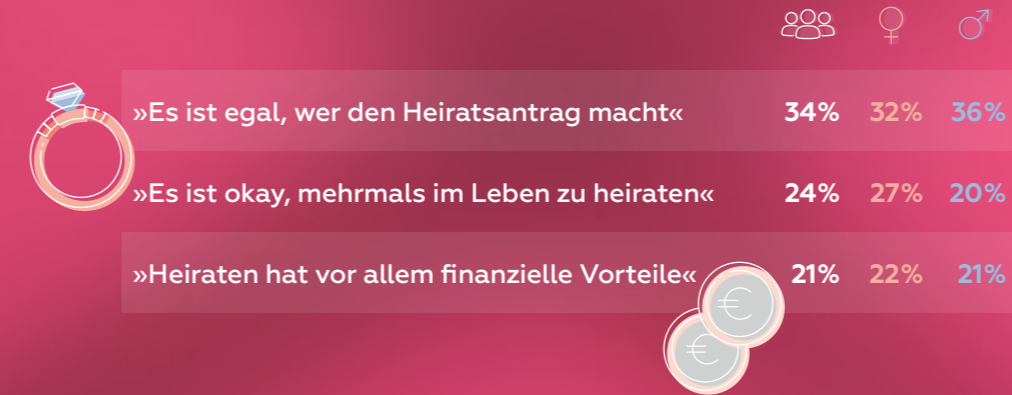 »Es ist egal, wer den Heiratsantrag macht« 34% 32% 36%
»Es ist okay, mehrmals im Leben zu heiraten« 24% 27% 20%
»Heiraten hat vor allem finanzielle Vorteile« 21% 22% 21%
€
€